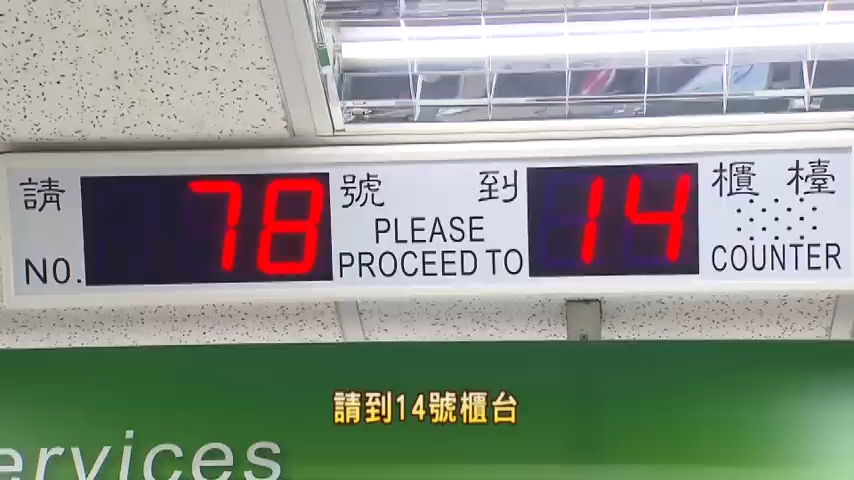 請 78 號 到 14 櫃檯
NO. PLEASE PROCEED TO COUNTER
請到14號櫃台
ervices